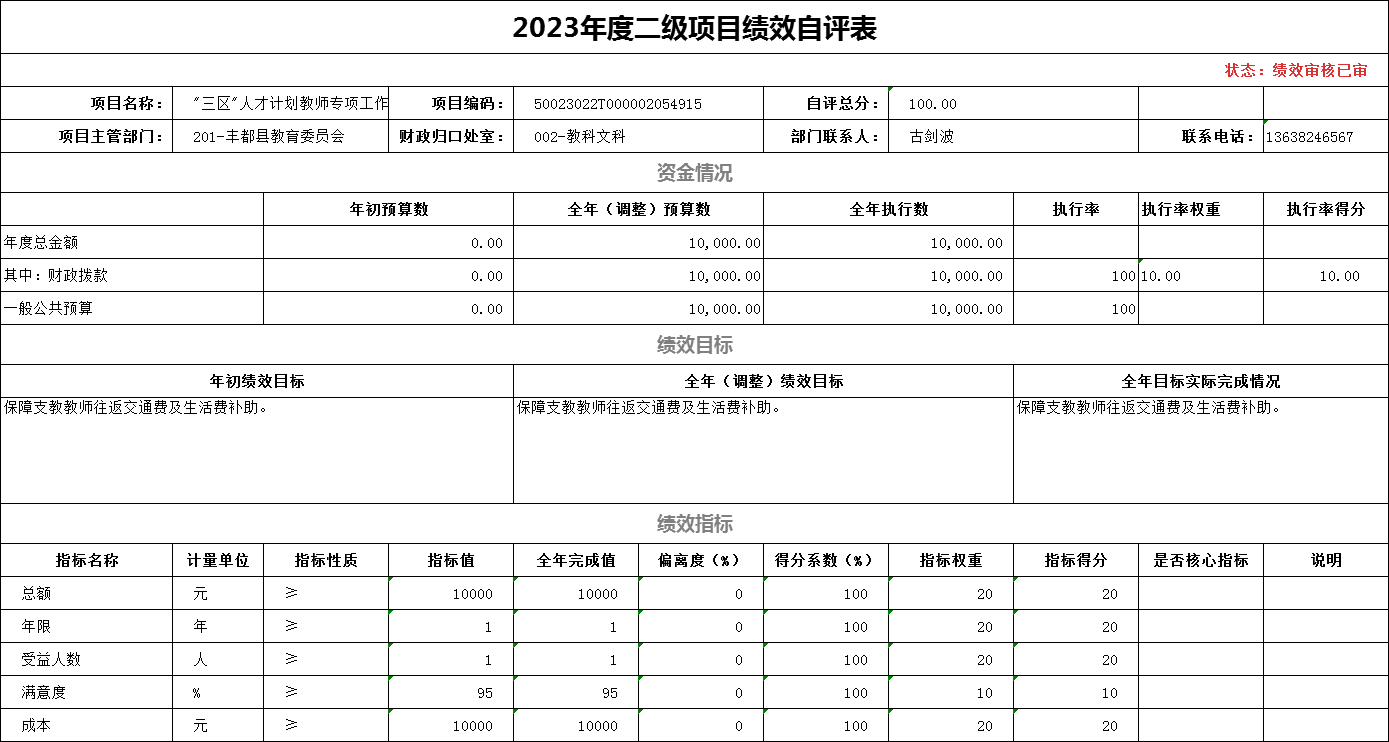 2023年度二级项目绩效自评表
状态：绩效审核已审
项目名称： "三区"人才计划教师专项工作 项目编码： 50023022T000002054915 自评总分： 100.00
项目主管部门： 201-丰都县教育委员会 财政归口处室： 002-教科文科 部门联系人： 古剑波 联系电话： 13638246567
资金情况
年初预算数 全年（调整）预算数 全年执行数 执行率 执行率权重 执行率得分
年度总金额 0.00 10,000.00 10,000.00
其中：财政拨款 0.00 10,000.00 10,000.00 100 10.00 10.00
一般公共预算 0.00 10,000.00 10,000.00 100
绩效目标
年初绩效目标 全年（调整）绩效目标 全年目标实际完成情况
保障支教教师往返交通费及生活费补助。 保障支教教师往返交通费及生活费补助。 保障支教教师往返交通费及生活费补助。
绩效指标
指标名称 计量单位 指标性质 指标值 全年完成值 偏离度（%） 得分系数（%） 指标权重 指标得分 是否核心指标 说明
总额 元 ≥ 10000 10000 0 100 20 20
年限 年 ≥ 1 1 0 100 20 20
受益人数 人 ≥ 1 1 0 100 20 20
满意度 % ≥ 95 95 0 100 10 10
成本 元 ≥ 10000 10000 0 100 20 20